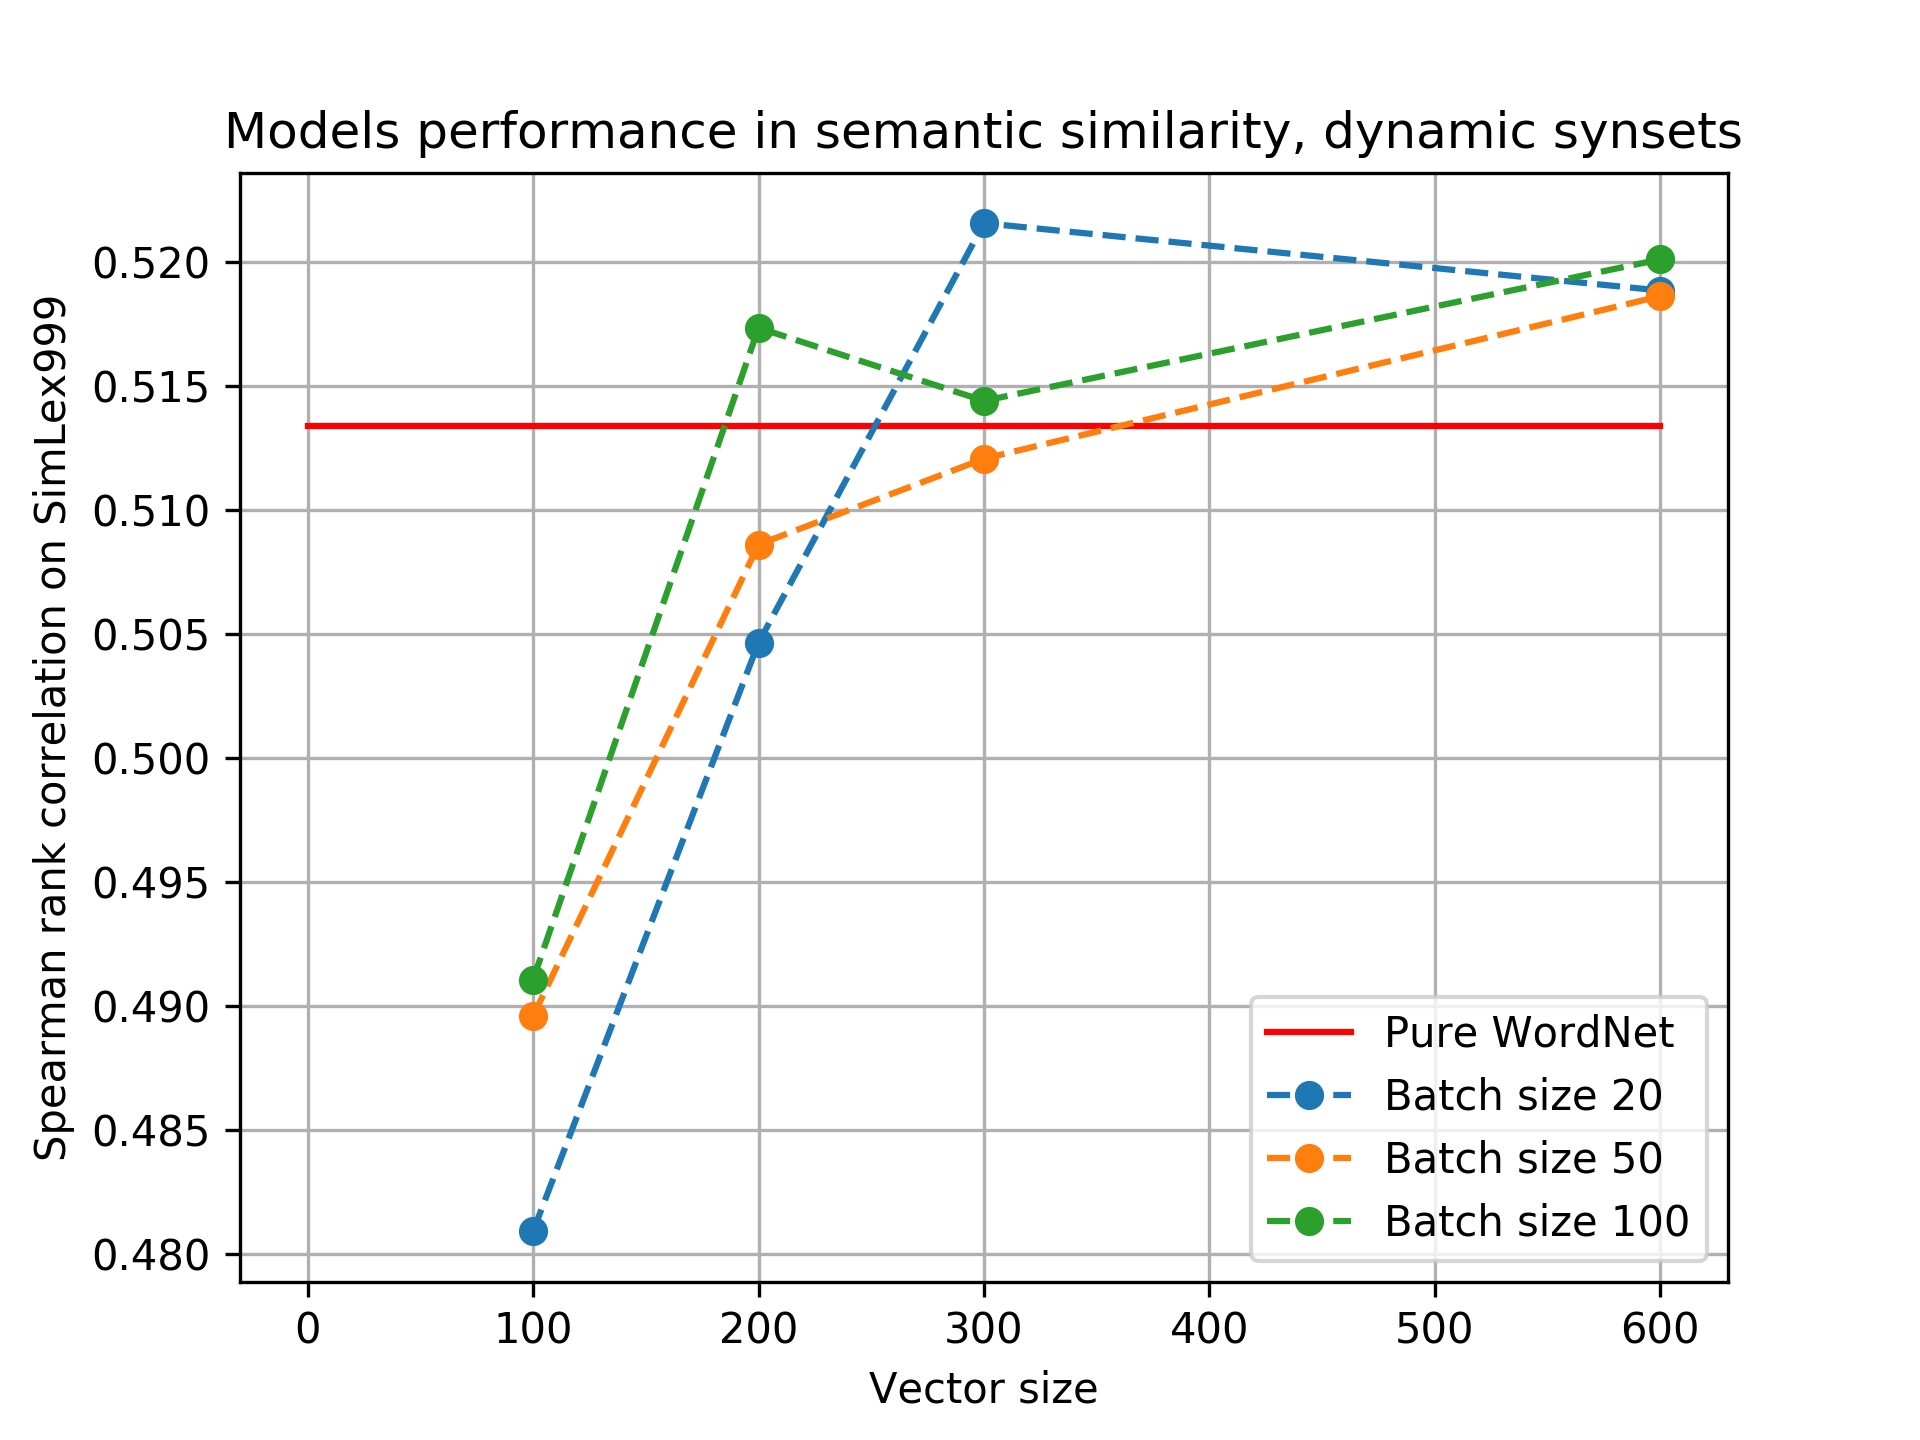 Models performance in semantic similarity, dynamic synsets
Spearman rank correlation on SimLex999
0.520
0.515
0.510
0.505
0.500
0.495
0.490
0.485
0.480
Pure WordNet
Batch size 20
Batch size 50
Batch size 100
0 100 200 300 400 500 600
Vector size